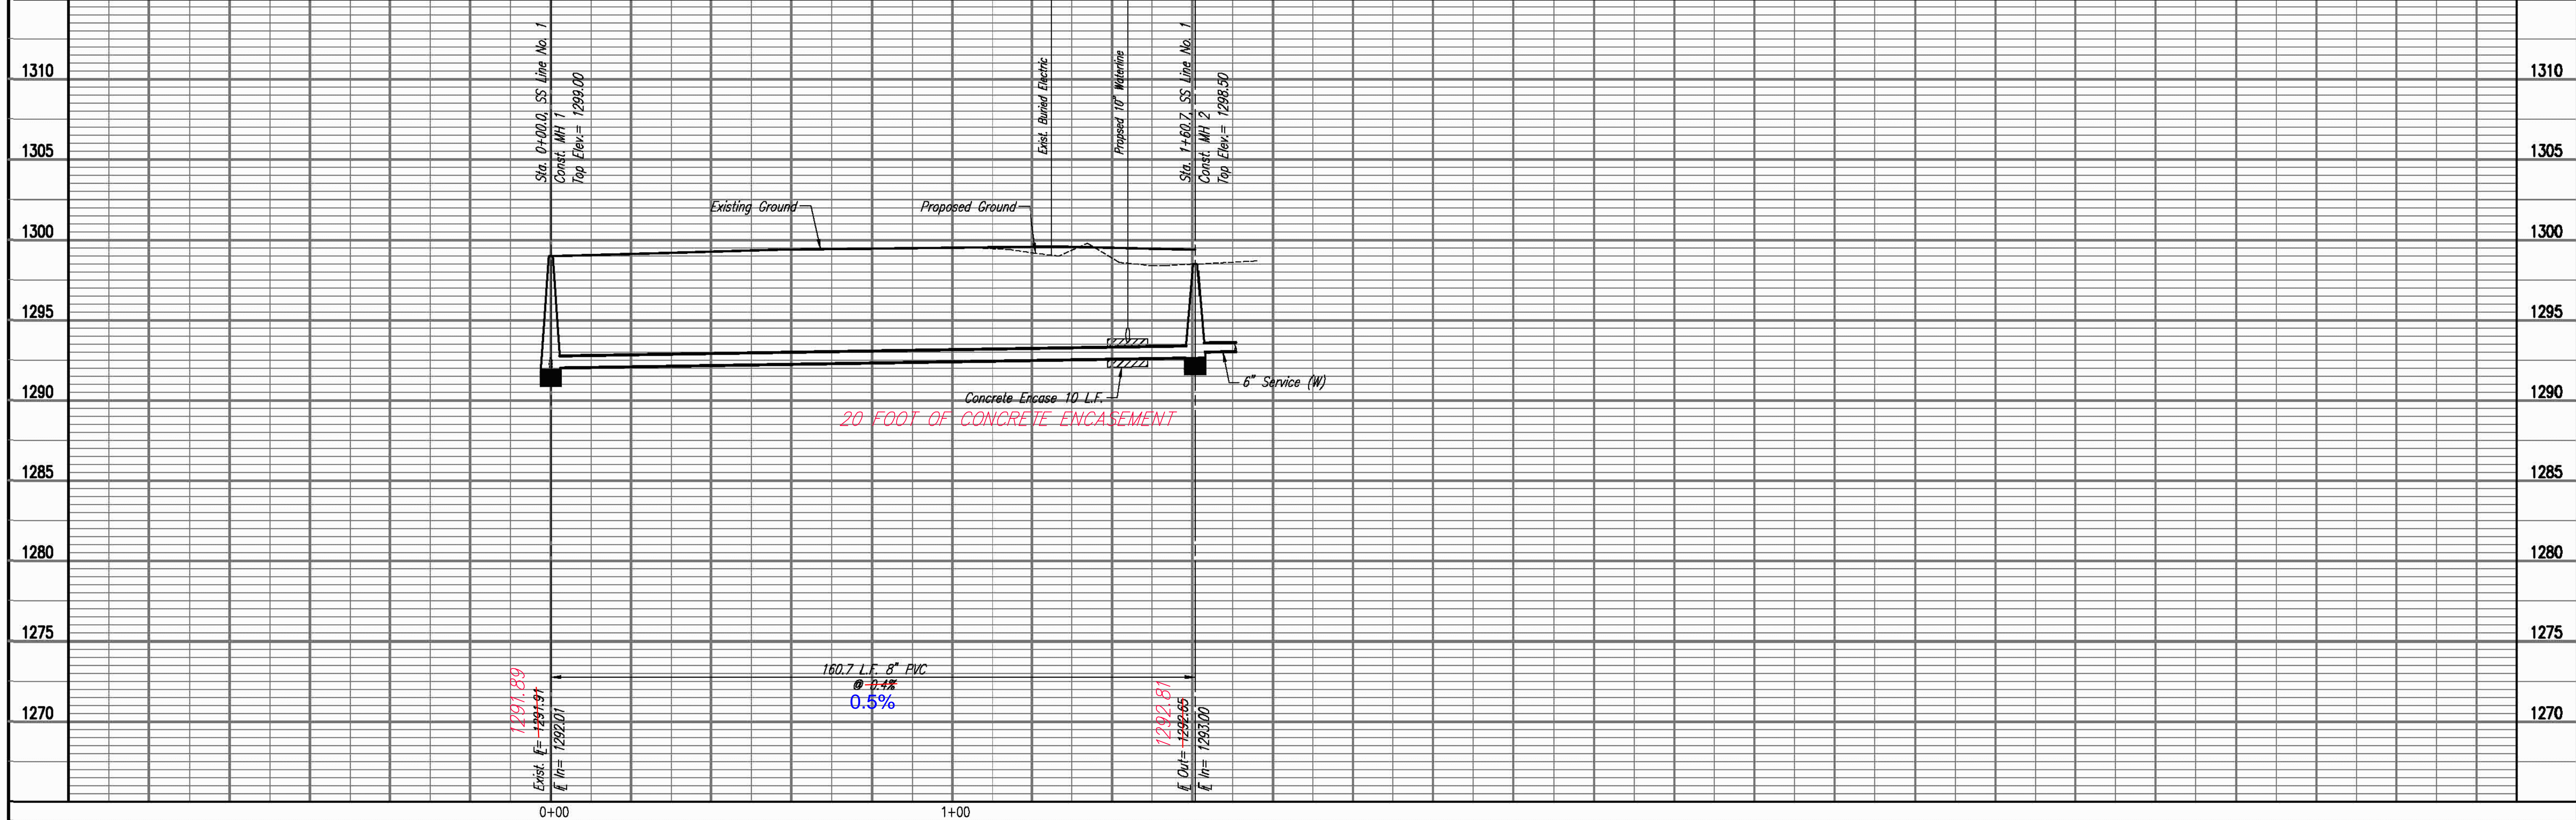 1310
1305
1300
1295
1290
1285
1280
1275
1270
Sta. 0+00.0, SS Line No. 1
Const. MH 1
Top Elev.= 1299.00
Exist. Buried Electric
Propsed 10" Waterline
Sta. 1+60.7, SS Line No. 1
Const. MH 2
Top Elev.= 1298.50
Existing Ground
Proposed Ground
6" Service (W)
Concrete Encase 10 L.F.
20 FOOT OF CONCRETE ENCASEMENT
160.7 L.F. 8" PVC
@ 0.4%
0.5%
1291.89
Exist. FL= 1291.91
FL In= 1292.01
1292.81
FL Out= 1292.65
FL In= 1293.00
0+00
1+00
1310
1305
1300
1295
1290
1285
1280
1275
1270